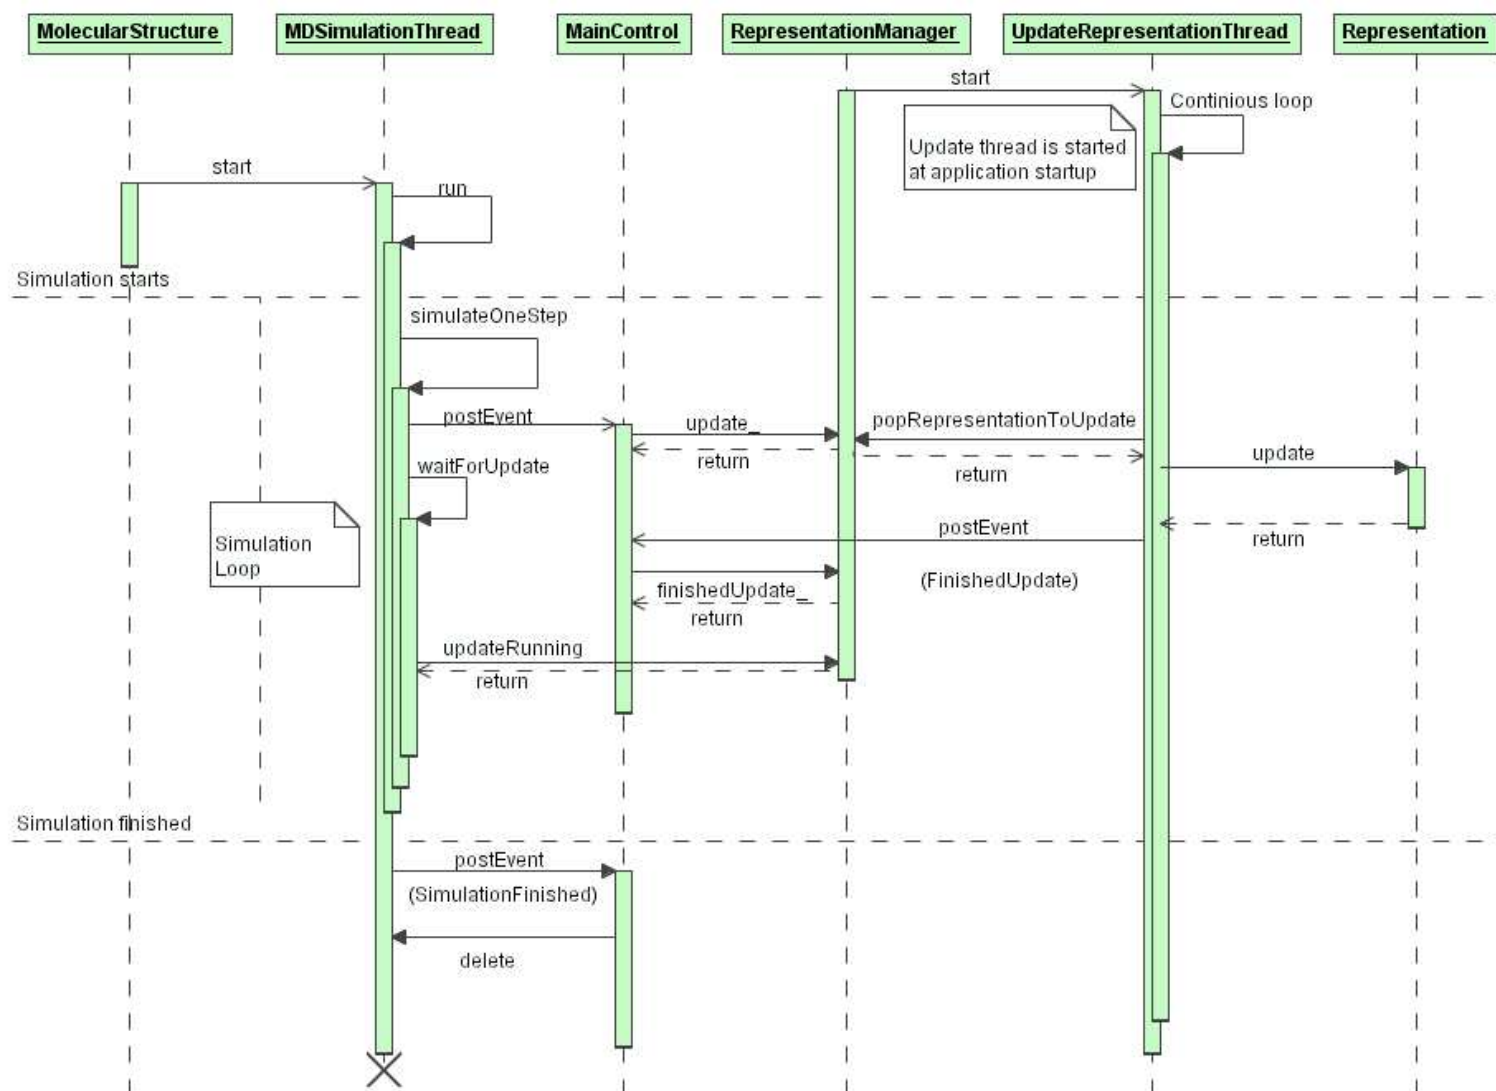 MolecularStructure
MDSimulationThread
MainControl
RepresentationManager
UpdateRepresentationThread
Representation
start
Continious loop
Update thread is started
at application startup
start
run
Simulation starts
simulateOneStep
postEvent
update_
popRepresentationToUpdate
return
return
update
waitForUpdate
Simulation
Loop
postEvent
return
(FinishedUpdate)
finishedUpdate_
return
updateRunning
return
Simulation finished
postEvent
(SimulationFinished)
delete